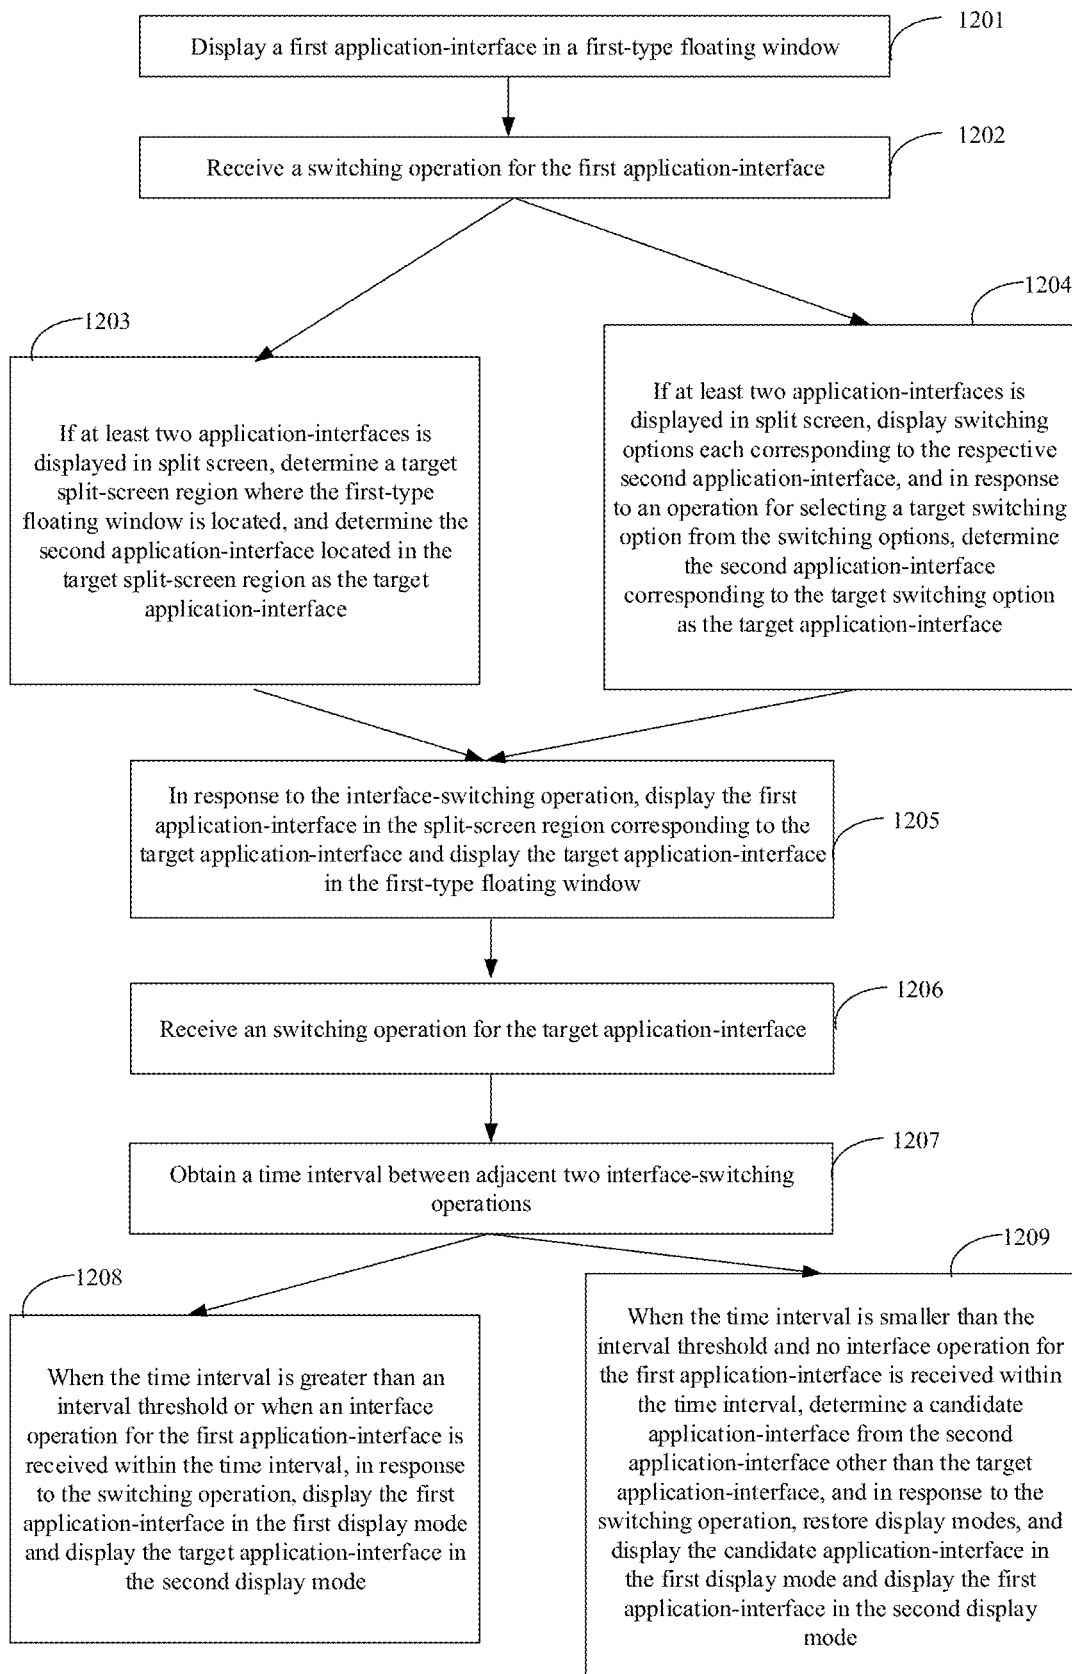 1201
Display a first application-interface in a first-type floating window
1202
Receive a switching operation for the first application-interface
1203
If at least two application-interfaces is
displayed in split screen, determine a target
split-screen region where the first-type
floating window is located, and determine the
second application-interface located in the
target split-screen region as the target
application-interface
1204
If at least two application-interfaces is
displayed in split screen, display switching
options each corresponding to the respective
second application-interface, and in response
to an operation for selecting a target switching
option from the switching options, determine
the second application-interface
corresponding to the target switching option
as the target application-interface
1205
In response to the interface-switching operation, display the first
application-interface in the split-screen region corresponding to the
target application-interface and display the target application-interface
in the first-type floating window
1206
Receive an switching operation for the target application-interface
1207
Obtain a time interval between adjacent two interface-switching
operations
1208
When the time interval is greater than an
interval threshold or when an interface
operation for the first application-interface is
received within the time interval, in response
to the switching operation, display the first
application-interface in the first display mode
and display the target application-interface in
the second display mode
1209
When the time interval is smaller than the
interval threshold and no interface operation for
the first application-interface is received within
the time interval, determine a candidate
application-interface from the second
application-interface other than the target
application-interface, and in response to the
switching operation, restore display modes, and
display the candidate application-interface in
the first display mode and display the first
application-interface in the second display
mode